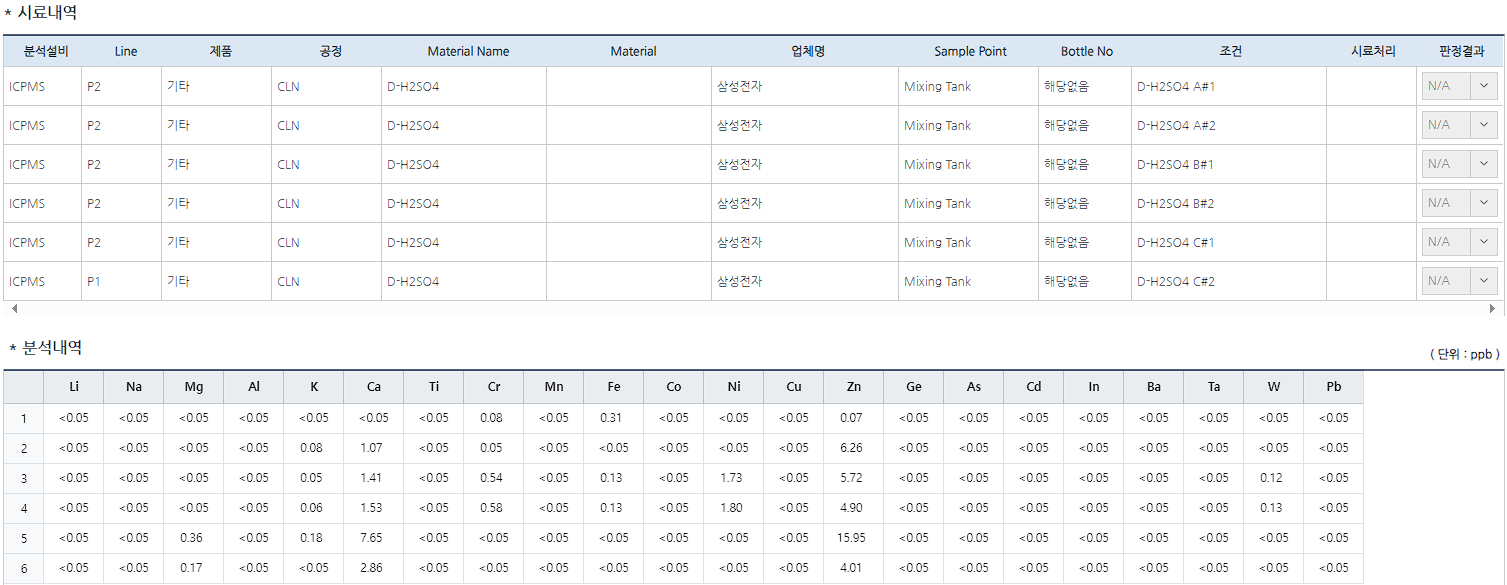 * 시료내역
분석설비 Line 제품 공정 Material Name Material 업체명 Sample Point Bottle No 조건 시료처리 판정결과
ICPMS P2 기타 CLN D-H2SO4 삼성전자 Mixing Tank 해당없음 D-H2SO4 A#1 N/A
ICPMS P2 기타 CLN D-H2SO4 삼성전자 Mixing Tank 해당없음 D-H2SO4 A#2 N/A
ICPMS P2 기타 CLN D-H2SO4 삼성전자 Mixing Tank 해당없음 D-H2SO4 B#1 N/A
ICPMS P2 기타 CLN D-H2SO4 삼성전자 Mixing Tank 해당없음 D-H2SO4 B#2 N/A
ICPMS P2 기타 CLN D-H2SO4 삼성전자 Mixing Tank 해당없음 D-H2SO4 C#1 N/A
ICPMS P1 기타 CLN D-H2SO4 삼성전자 Mixing Tank 해당없음 D-H2SO4 C#2 N/A
* 분석내역
( 단위 : ppb )
Li Na Mg Al K Ca Ti Cr Mn Fe Co Ni Cu Zn Ge As Cd In Ba Ta W Pb
1 <0.05 <0.05 <0.05 <0.05 <0.05 <0.05 <0.05 0.08 <0.05 0.31 <0.05 <0.05 <0.05 0.07 <0.05 <0.05 <0.05 <0.05 <0.05 <0.05 <0.05 <0.05
2 <0.05 <0.05 <0.05 <0.05 0.08 1.07 <0.05 0.05 <0.05 <0.05 <0.05 <0.05 <0.05 6.26 <0.05 <0.05 <0.05 <0.05 <0.05 <0.05 <0.05 <0.05
3 <0.05 <0.05 <0.05 <0.05 0.05 1.41 <0.05 0.54 <0.05 0.13 <0.05 1.73 <0.05 5.72 <0.05 <0.05 <0.05 <0.05 <0.05 <0.05 0.12 <0.05
4 <0.05 <0.05 <0.05 <0.05 0.06 1.53 <0.05 0.58 <0.05 0.13 <0.05 1.80 <0.05 4.90 <0.05 <0.05 <0.05 <0.05 <0.05 <0.05 0.13 <0.05
5 <0.05 <0.05 0.36 <0.05 0.18 7.65 <0.05 <0.05 <0.05 <0.05 <0.05 <0.05 <0.05 15.95 <0.05 <0.05 <0.05 <0.05 <0.05 <0.05 <0.05 <0.05
6 <0.05 <0.05 0.17 <0.05 <0.05 2.86 <0.05 <0.05 <0.05 <0.05 <0.05 <0.05 <0.05 4.01 <0.05 <0.05 <0.05 <0.05 <0.05 <0.05 <0.05 <0.05